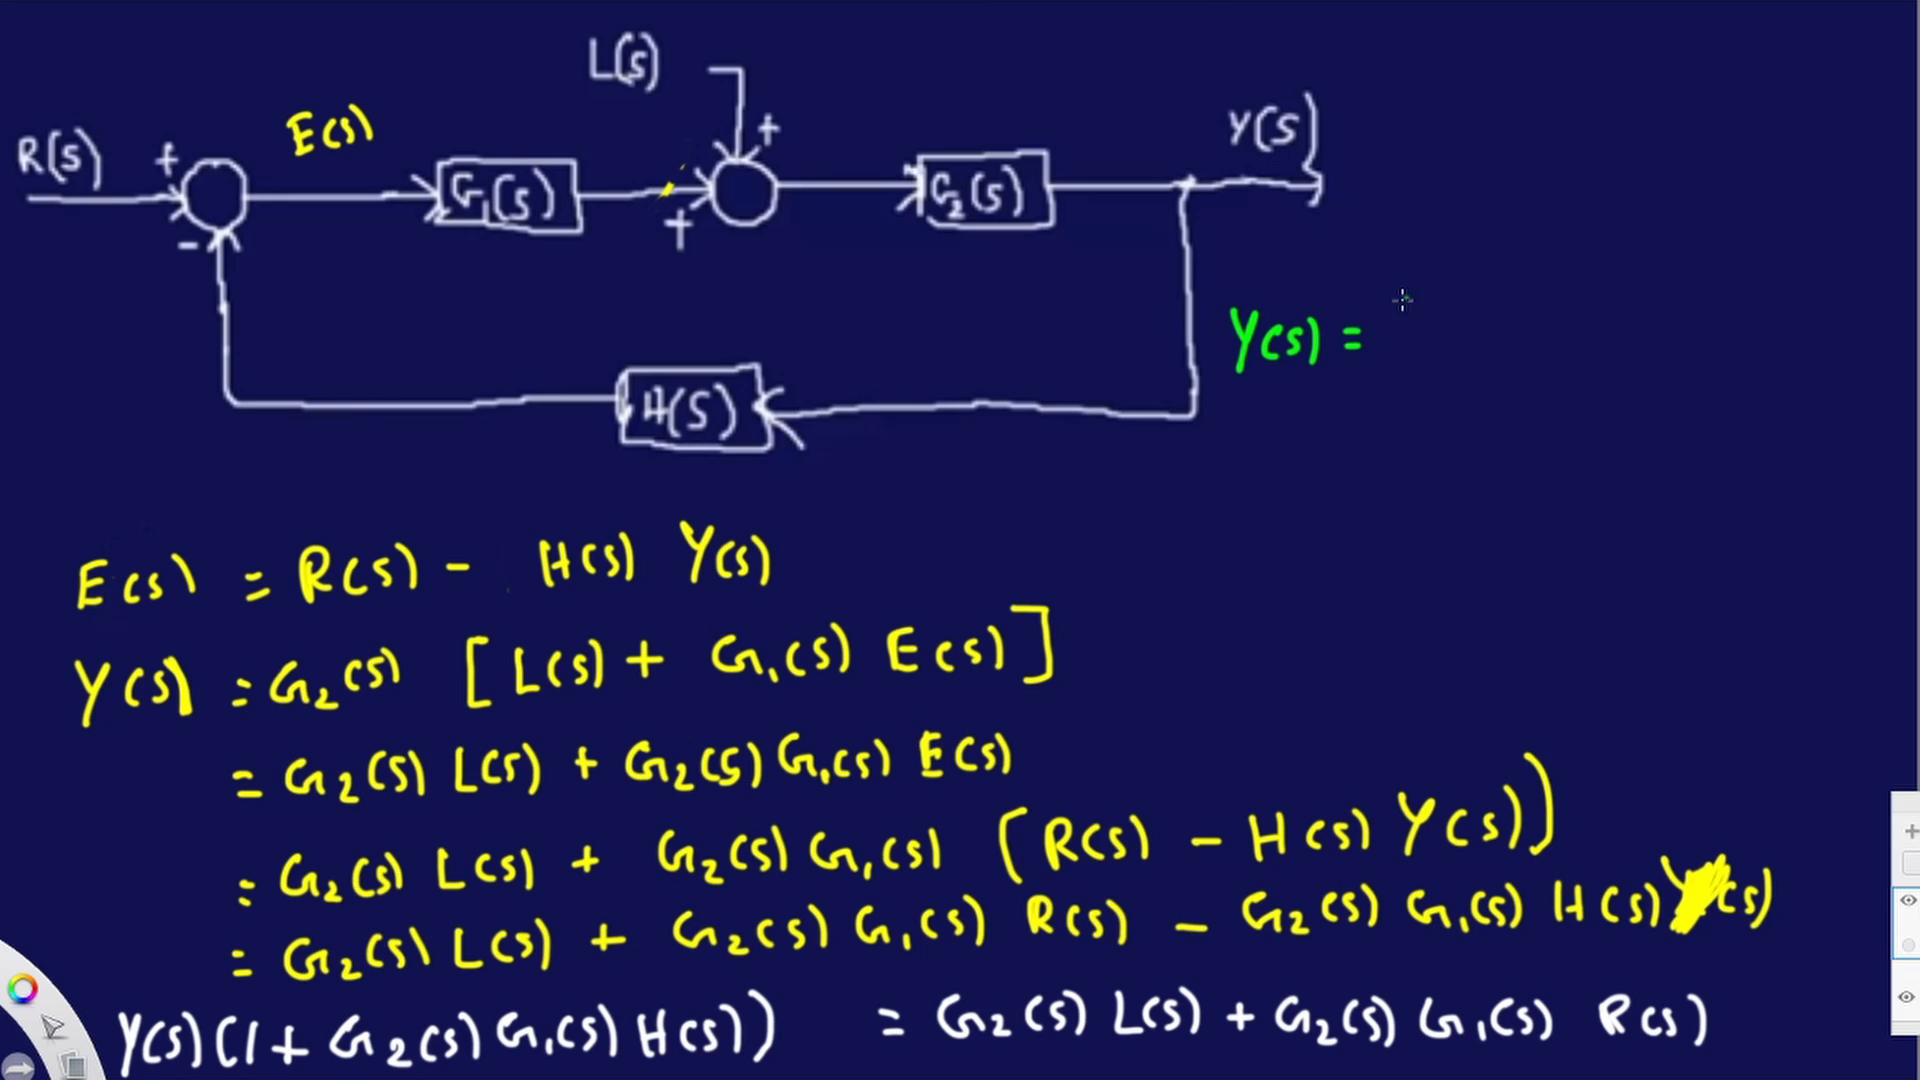 L(s)
R(s) + E(s) G₁(s) + + G₂(s) Y(s)
-
H(s)
Y(s) =
E(s) = R(s) - H(s) Y(s)
Y(s) = G₂(s) [L(s) + G₁(s) E(s)]
= G₂(s) L(s) + G₂(s) G₁(s) E(s)
= G₂(s) L(s) + G₂(s) G₁(s) [R(s) - H(s) Y(s)]
= G₂(s) L(s) + G₂(s) G₁(s) R(s) - G₂(s) G₁(s) H(s) Y(s)
Y(s)(1 + G₂(s) G₁(s) H(s)) = G₂(s) L(s) + G₂(s) G₁(s) R(s)